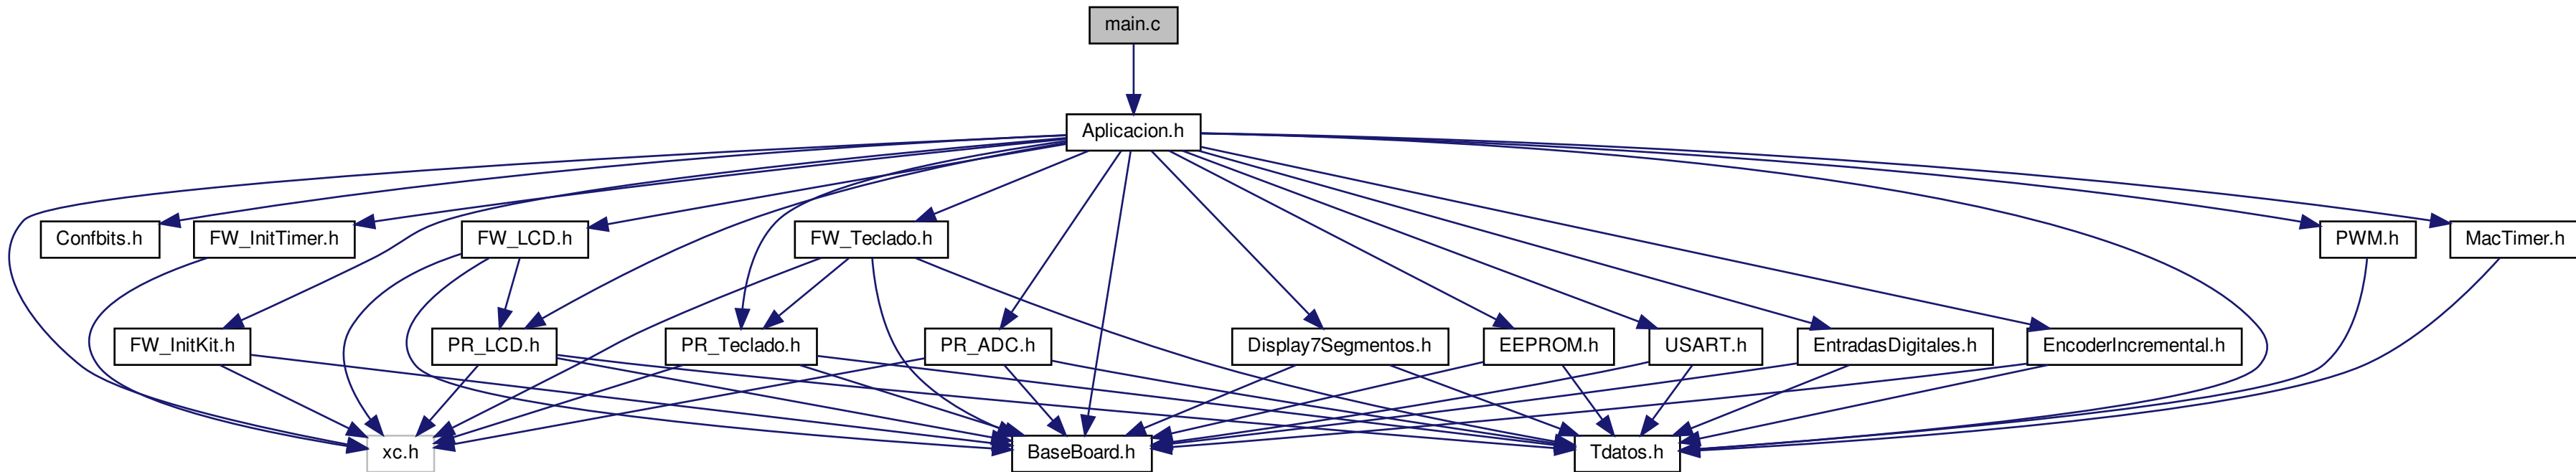 main.c
Aplicacion.h
Confbits.h
FW_InitTimer.h
FW_LCD.h
FW_Teclado.h
PWM.h
MacTimer.h
FW_InitKit.h
PR_LCD.h
PR_Teclado.h
PR_ADC.h
Display7Segmentos.h
EEPROM.h
USART.h
EntradasDigitales.h
EncoderIncremental.h
xc.h
BaseBoard.h
Tdatos.h